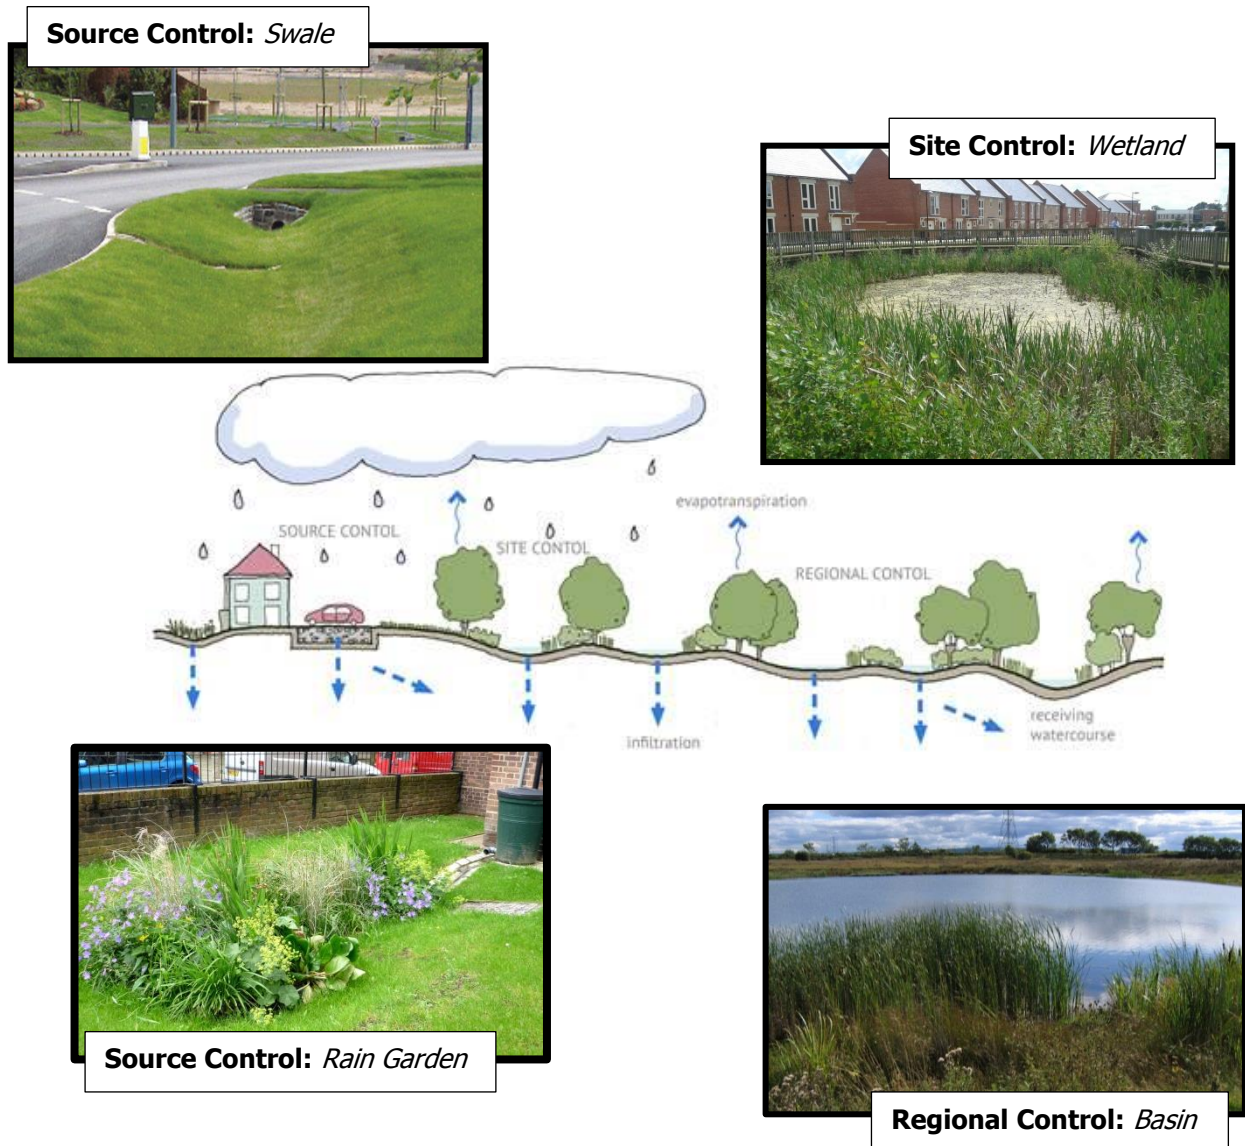 Source Control: Swale
Site Control: Wetland
evapotranspiration
SOURCE CONTOL
SITE CONTOL
REGIONAL CONTOL
infiltration
receiving
watercourse
Source Control: Rain Garden
Regional Control: Basin